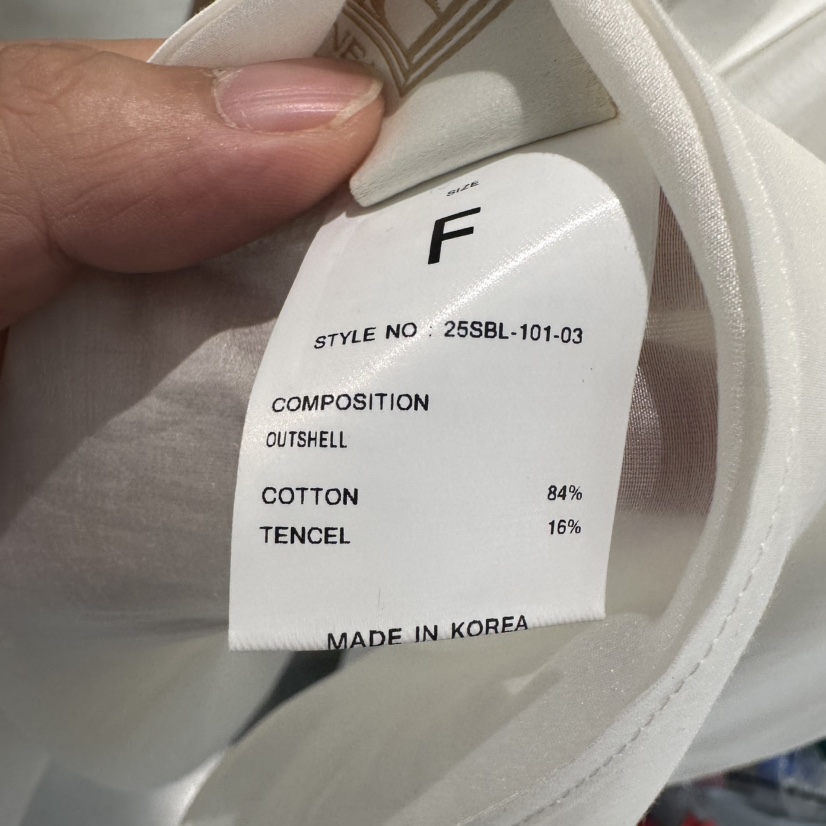 SIZE
F
STYLE NO : 25SBL-101-03
COMPOSITION
OUTSHELL
COTTON 84%
TENCEL 16%
MADE IN KOREA